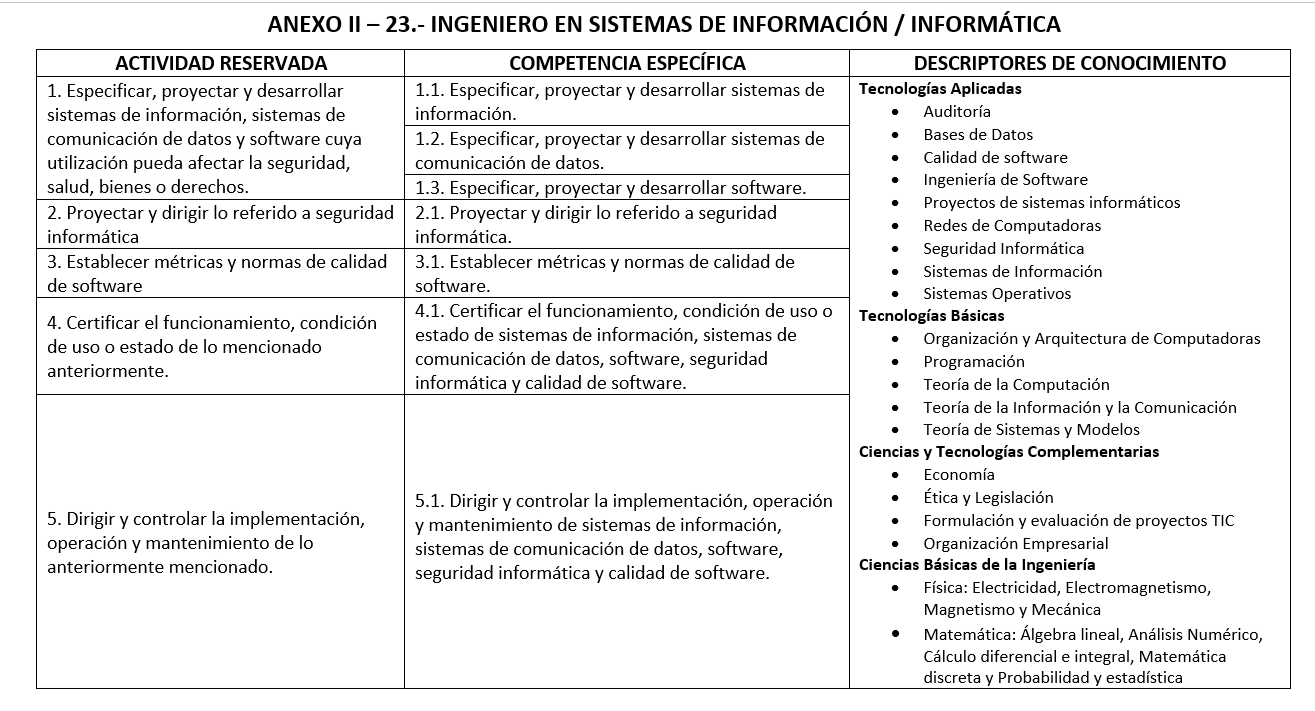 ANEXO II – 23.- INGENIERO EN SISTEMAS DE INFORMACIÓN / INFORMÁTICA
ACTIVIDAD RESERVADA
COMPETENCIA ESPECÍFICA
DESCRIPTORES DE CONOCIMIENTO
1. Especificar, proyectar y desarrollar
sistemas de información, sistemas de
comunicación de datos y software cuya
utilización pueda afectar la seguridad,
salud, bienes o derechos.
1.1. Especificar, proyectar y desarrollar sistemas de
información.
1.2. Especificar, proyectar y desarrollar sistemas de
comunicación de datos.
1.3. Especificar, proyectar y desarrollar software.
2. Proyectar y dirigir lo referido a seguridad
informática
2.1. Proyectar y dirigir lo referido a seguridad
informática.
3. Establecer métricas y normas de calidad
de software
3.1. Establecer métricas y normas de calidad de
software.
4. Certificar el funcionamiento, condición
de uso o estado de lo mencionado
anteriormente.
4.1. Certificar el funcionamiento, condición de uso o
estado de sistemas de información, sistemas de
comunicación de datos, software, seguridad
informática y calidad de software.
5. Dirigir y controlar la implementación,
operación y mantenimiento de lo
anteriormente mencionado.
5.1. Dirigir y controlar la implementación, operación
y mantenimiento de sistemas de información,
sistemas de comunicación de datos, software,
seguridad informática y calidad de software.
Tecnologías Aplicadas
• Auditoría
• Bases de Datos
• Calidad de software
• Ingeniería de Software
• Proyectos de sistemas informáticos
• Redes de Computadoras
• Seguridad Informática
• Sistemas de Información
• Sistemas Operativos
Tecnologías Básicas
• Organización y Arquitectura de Computadoras
• Programación
• Teoría de la Computación
• Teoría de la Información y la Comunicación
• Teoría de Sistemas y Modelos
Ciencias y Tecnologías Complementarias
• Economía
• Ética y Legislación
• Formulación y evaluación de proyectos TIC
• Organización Empresarial
Ciencias Básicas de la Ingeniería
• Física: Electricidad, Electromagnetismo,
Magnetismo y Mecánica
• Matemática: Álgebra lineal, Análisis Numérico,
Cálculo diferencial e integral, Matemática
discreta y Probabilidad y estadística